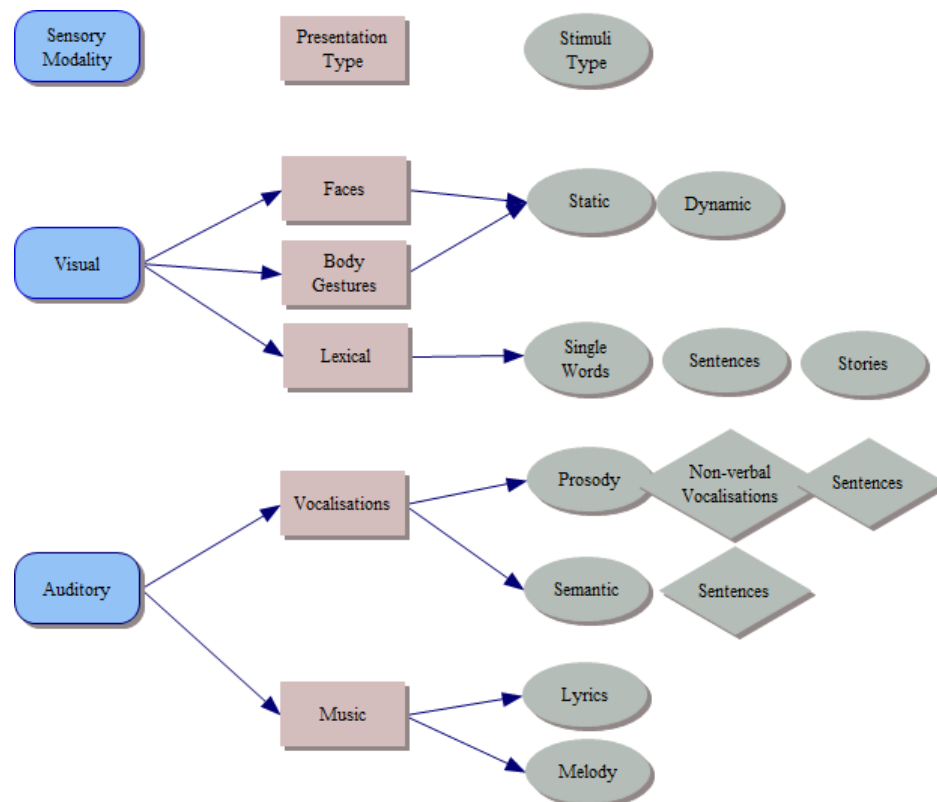 Sensory
Modality
Presentation
Type
Stimuli
Type
Faces
Static
Dynamic
Visual
Body
Gestures
Lexical
Single
Words
Sentences
Stories
Vocalisations
Prosody
Non-verbal
Vocalisations
Sentences
Auditory
Semantic
Sentences
Music
Lyrics
Melody